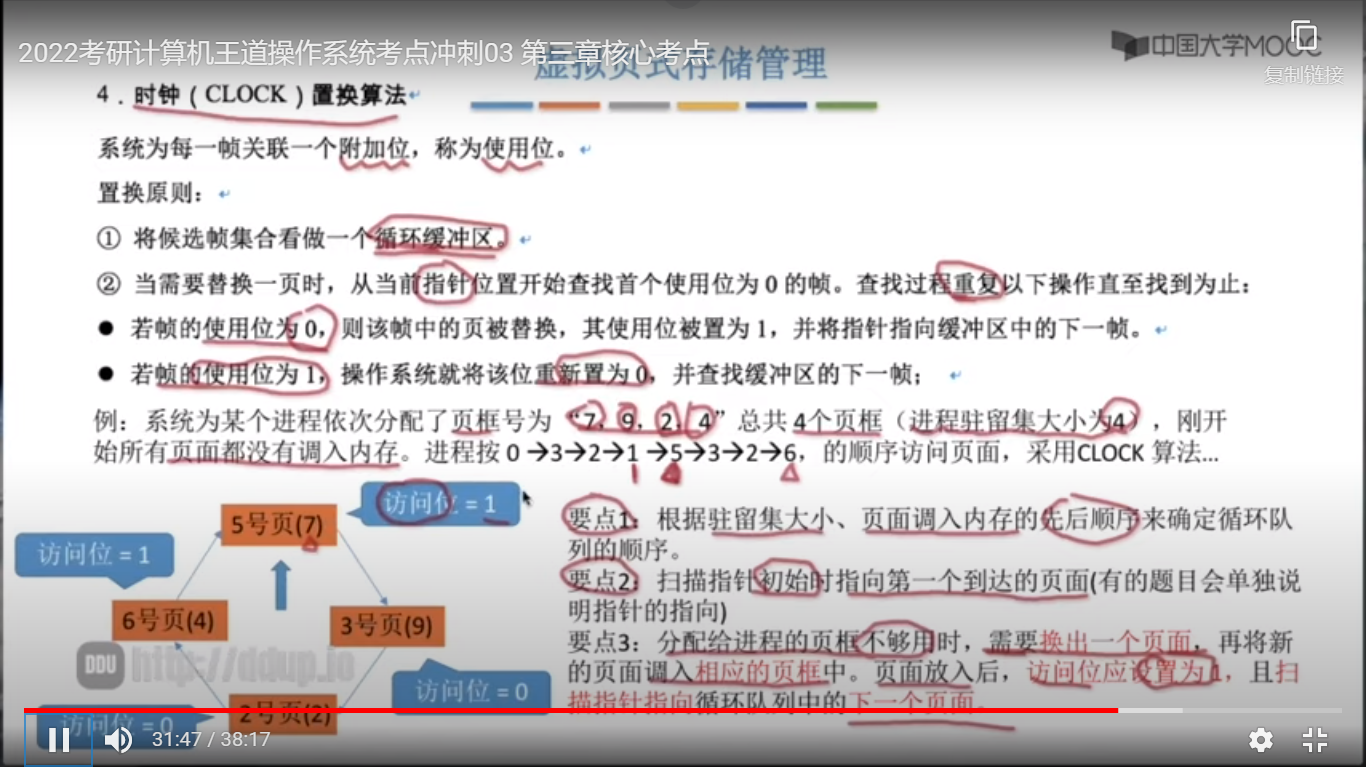 2022考研计算机王道操作系统考点冲刺03 第三章核心考点
虚拟页式存储管理
中国大学MOOC
复制链接
4．时钟（CLOCK）置换算法
系统为每一帧关联一个附加位，称为使用位。
置换原则：
① 将候选帧集合看做一个循环缓冲区。
② 当需要替换一页时，从当前指针位置开始查找首个使用位为 0 的帧。查找过程重复以下操作直至找到为止：
● 若帧的使用位为 0，则该帧中的页被替换，其使用位被置为 1，并将指针指向缓冲区中的下一帧。
● 若帧的使用位为 1，操作系统就将该位重新置为 0，并查找缓冲区的下一帧；
例：系统为某个进程依次分配了页框号为 “7，9，2，4” 总共 4个页框（进程驻留集大小为4），刚开
始所有页面都没有调入内存。进程按 0 →3→2→1 →5→3→2→6，的顺序访问页面，采用CLOCK 算法...
访问位 = 1
5号页(7)
访问位 = 1
6号页(4)
3号页(9)
访问位 = 0
2号页(2)
访问位 = 0
要点1：根据驻留集大小、页面调入内存的先后顺序来确定循环队
列的顺序。
要点2：扫描指针初始时指向第一个到达的页面(有的题目会单独说
明指针的指向)
要点3：分配给进程的页框不够用时，需要换出一个页面，再将新
的页面调入相应的页框中。页面放入后，访问位应设置为 1，且扫
描指针指向循环队列中的下一个页面。
DDU http://ddup.io
31:47 / 38:17